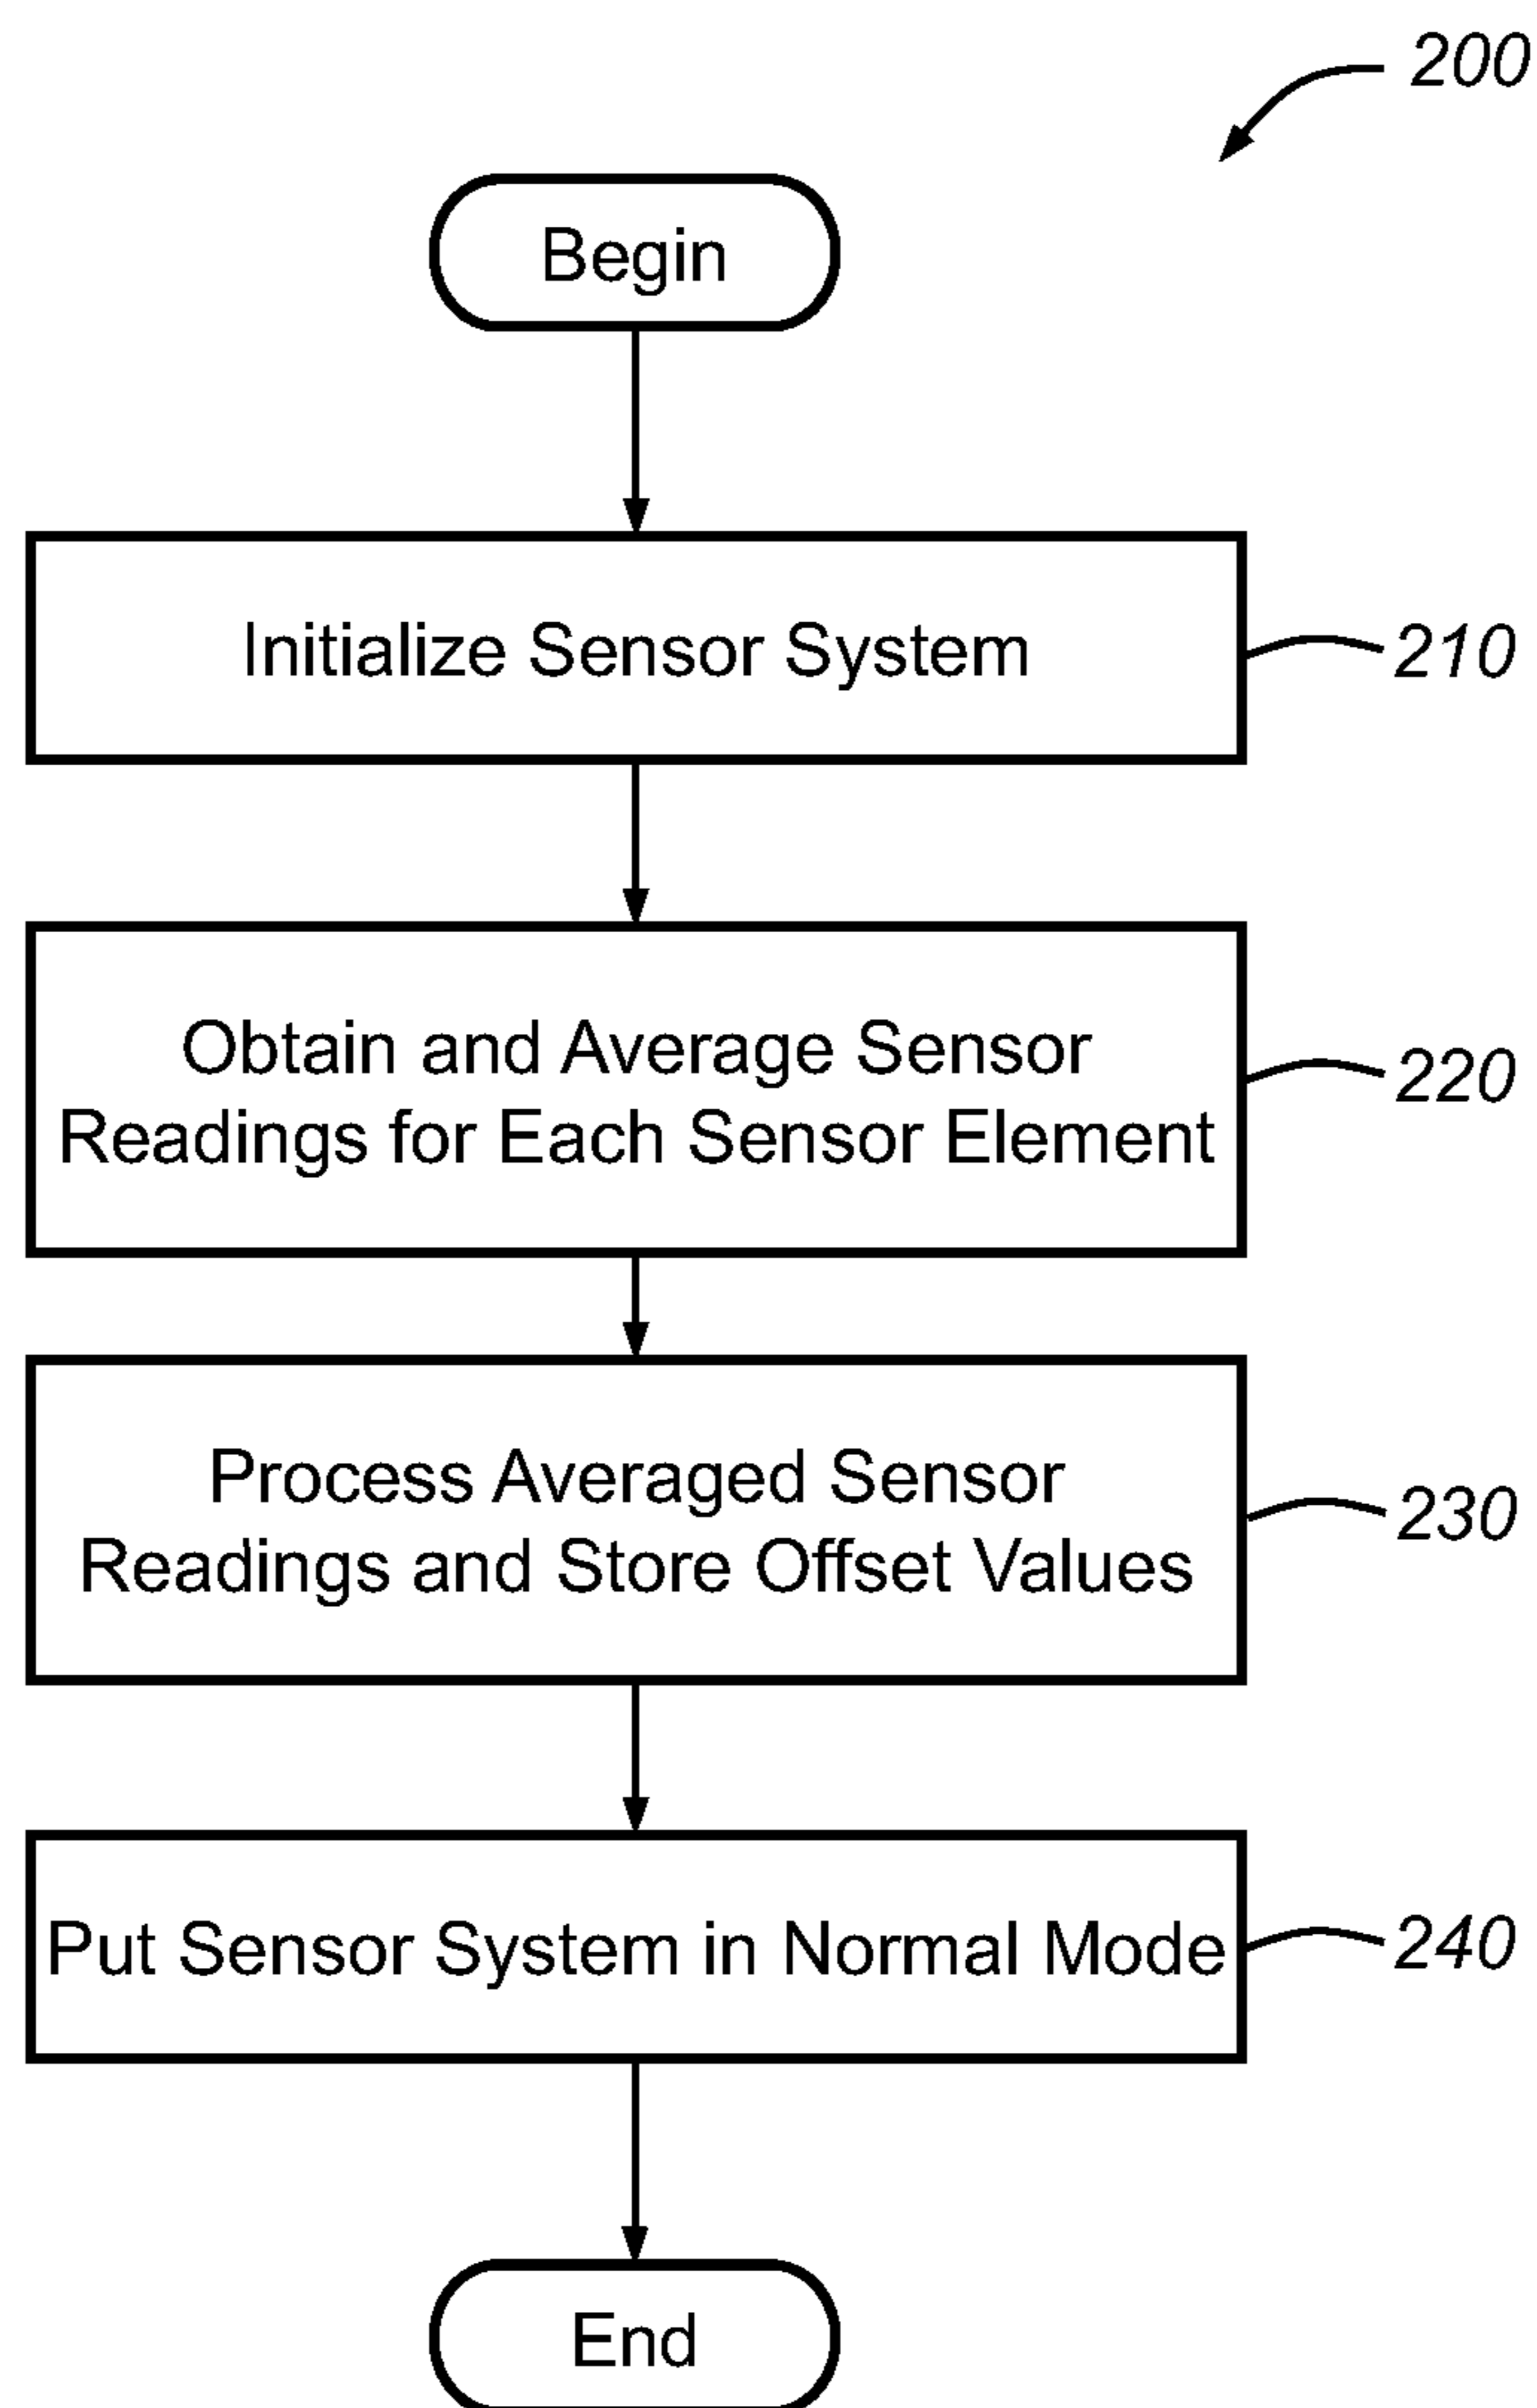 200
Begin
Initialize Sensor System
210
Obtain and Average Sensor
Readings for Each Sensor Element
220
Process Averaged Sensor
Readings and Store Offset Values
230
Put Sensor System in Normal Mode
240
End